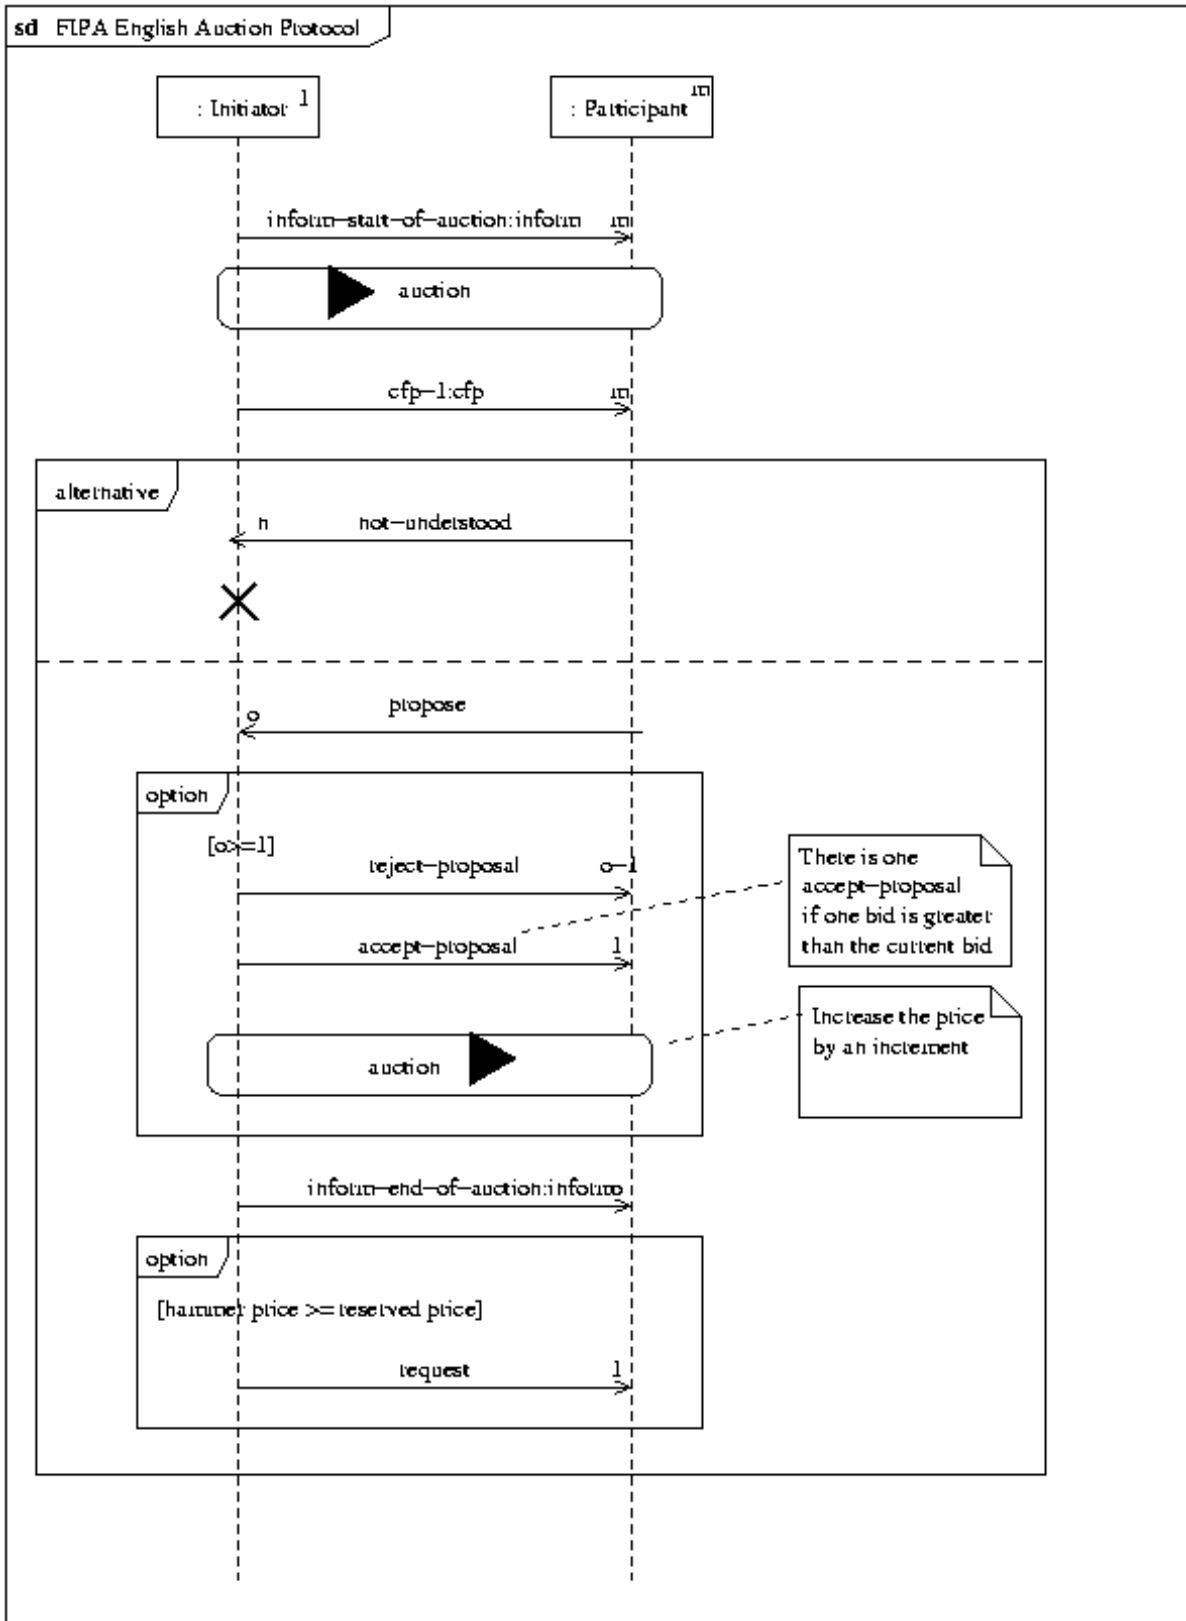 sd FIPA English Auction Protocol
: Initiator 1
: Participant m
inform-start-of-auction:inform m
auction
cfp-1:cfp m
alternative
n not-understood
o propose
option
[o>=1]
reject-proposal o-1
accept-proposal 1
There is one
accept-proposal
if one bid is greater
than the current bid
auction
Increase the price
by an increment
inform-end-of-auction:inform o
option
[hammer price >= reserved price]
request 1